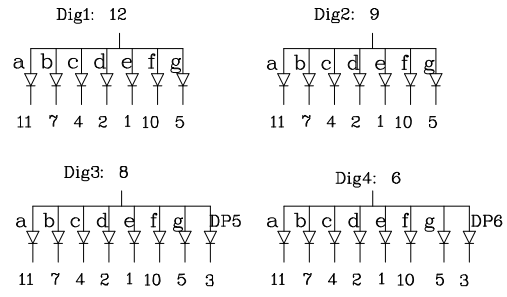 Dig1: 12
a b c d e f g
11 7 4 2 1 10 5
Dig2: 9
a b c d e f g
11 7 4 2 1 10 5
Dig3: 8
a b c d e f g DP5
11 7 4 2 1 10 5 3
Dig4: 6
a b c d e f g DP6
11 7 4 2 1 10 5 3